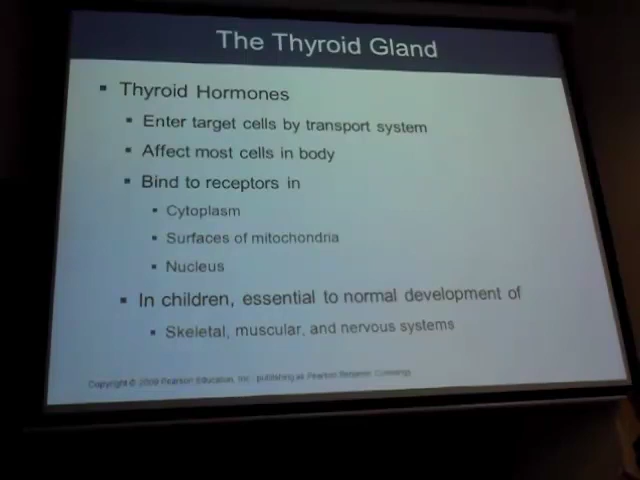 The Thyroid Gland
▪ Thyroid Hormones
▪ Enter target cells by transport system
▪ Affect most cells in body
▪ Bind to receptors in
▪ Cytoplasm
▪ Surfaces of mitochondria
▪ Nucleus
▪ In children, essential to normal development of
▪ Skeletal, muscular, and nervous systems
Copyright © 2009 Pearson Education, Inc., publishing as Pearson Benjamin Cummings